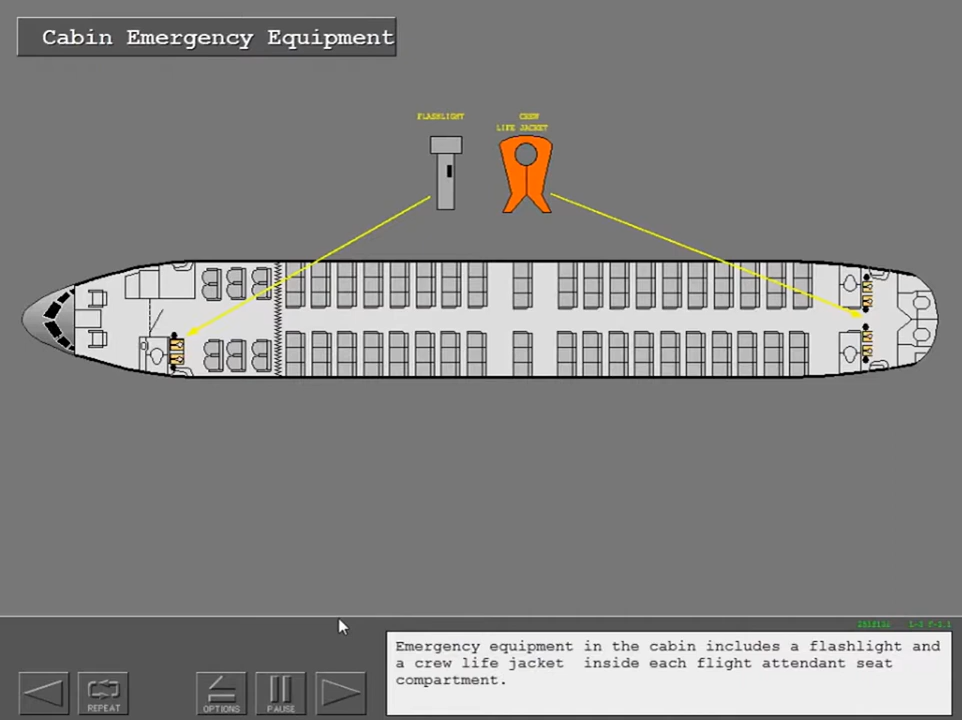 Cabin Emergency Equipment
FLASHLIGHT
CREW
LIFE JACKET
Emergency equipment in the cabin includes a flashlight and
a crew life jacket inside each flight attendant seat
compartment.
REPEAT
OPTIONS
PAUSE